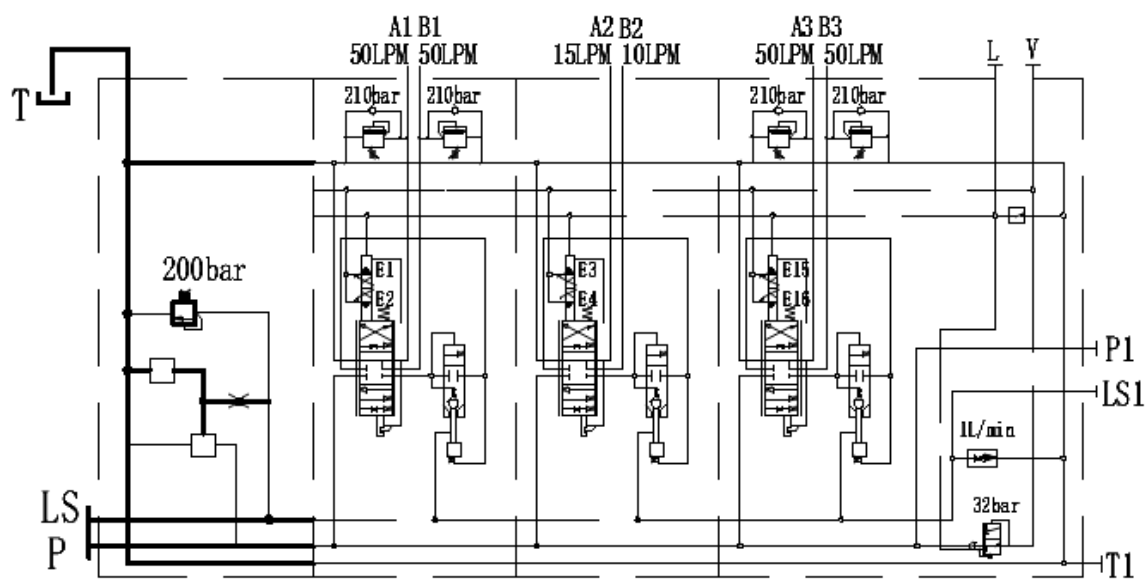 A1 B1 A2 B2 A3 B3 L V
50LPM 50LPM 15LPM 10LPM 50LPM 50LPM
T 210bar 210bar 210bar 210bar
200bar E1 E3 E15
E2 E4 E16
P1
LS1
1L/min
LS 32bar
P
T1